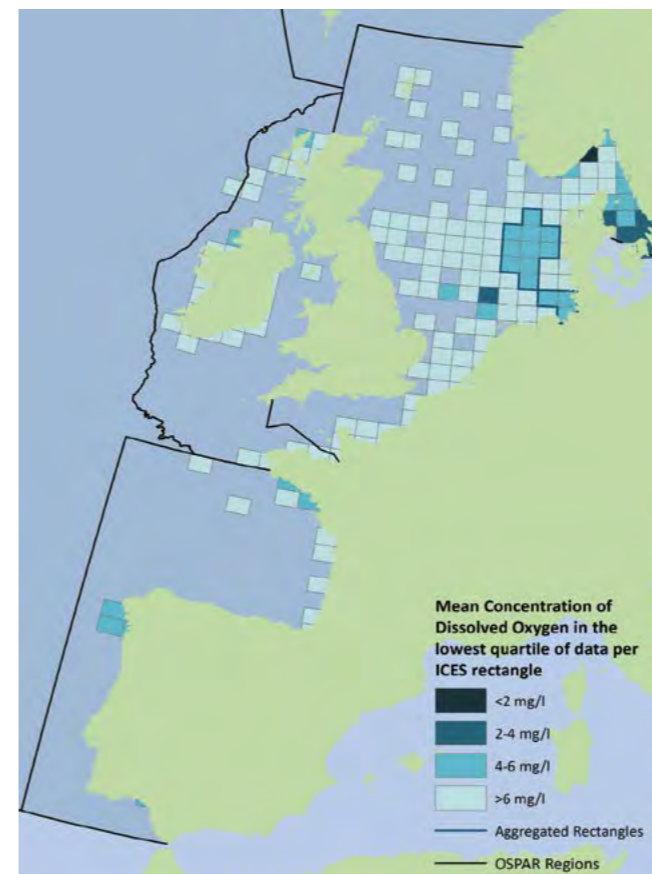 Mean Concentration of
Dissolved Oxygen in the
lowest quartile of data per
ICES rectangle
<2 mg/l
2-4 mg/l
4-6 mg/l
>6 mg/l
Aggregated Rectangles
OSPAR Regions